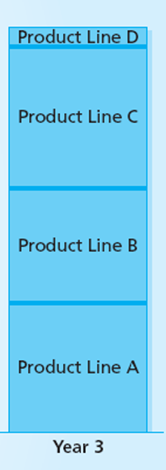 Product Line D
Product Line C
Product Line B
Product Line A
Year 3